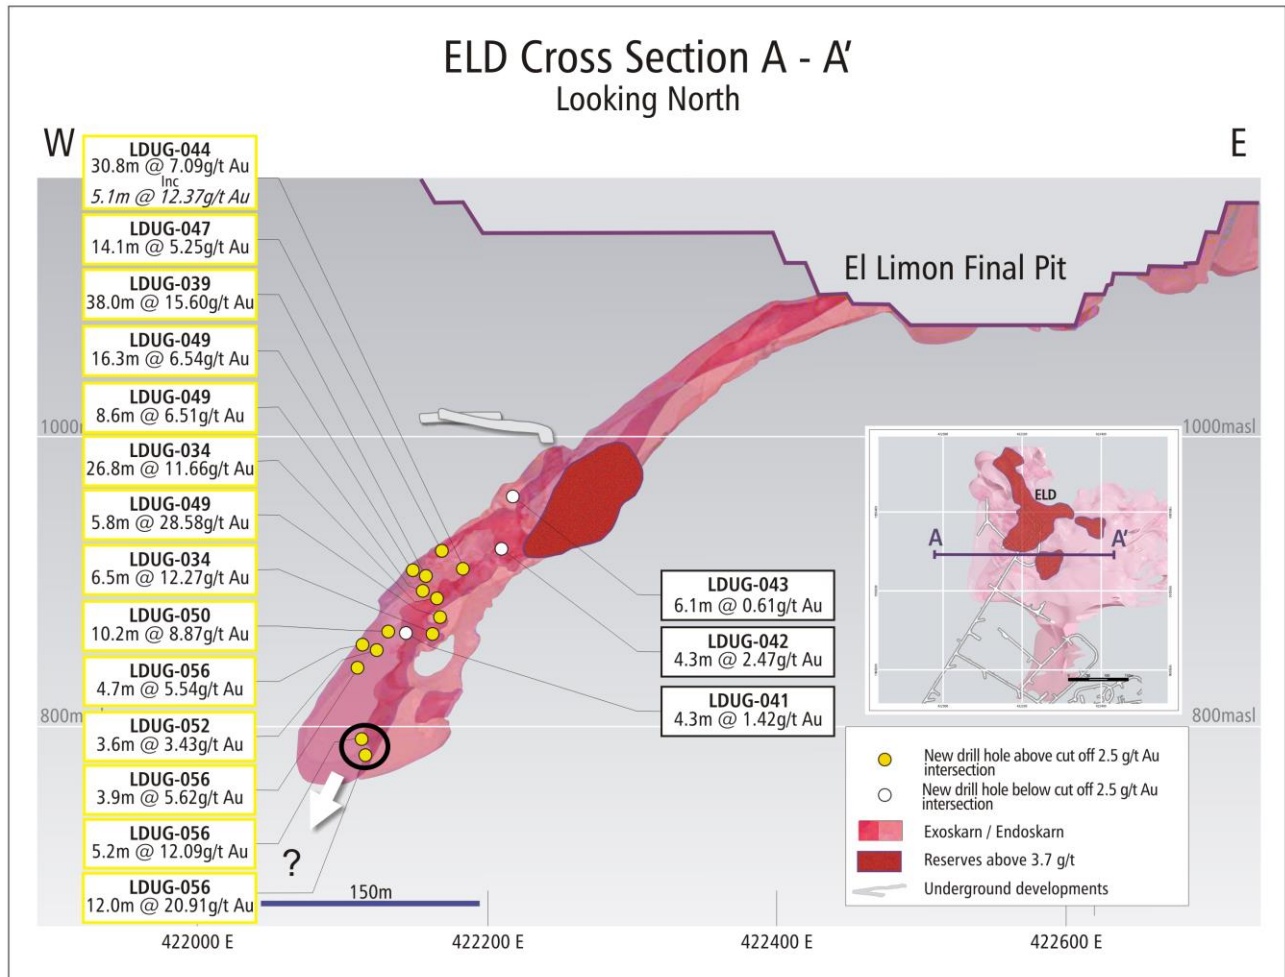 ELD Cross Section A - A'
Looking North
W
E
LDUG-044
30.8m @ 7.09g/t Au
Inc
5.1m @ 12.37g/t Au
LDUG-047
14.1m @ 5.25g/t Au
LDUG-039
38.0m @ 15.60g/t Au
LDUG-049
16.3m @ 6.54g/t Au
LDUG-049
8.6m @ 6.51g/t Au
LDUG-034
26.8m @ 11.66g/t Au
LDUG-049
5.8m @ 28.58g/t Au
LDUG-034
6.5m @ 12.27g/t Au
LDUG-050
10.2m @ 8.87g/t Au
LDUG-056
4.7m @ 5.54g/t Au
LDUG-052
3.6m @ 3.43g/t Au
LDUG-056
3.9m @ 5.62g/t Au
LDUG-056
5.2m @ 12.09g/t Au
LDUG-056
12.0m @ 20.91g/t Au
El Limon Final Pit
1000m
1000masl
800m
800masl
LDUG-043
6.1m @ 0.61g/t Au
LDUG-042
4.3m @ 2.47g/t Au
LDUG-041
4.3m @ 1.42g/t Au
ELD
A
A'
New drill hole above cut off 2.5 g/t Au
intersection
New drill hole below cut off 2.5 g/t Au
intersection
Exoskarn / Endoskarn
Reserves above 3.7 g/t
Underground developments
?
150m
422000 E
422200 E
422400 E
422600 E